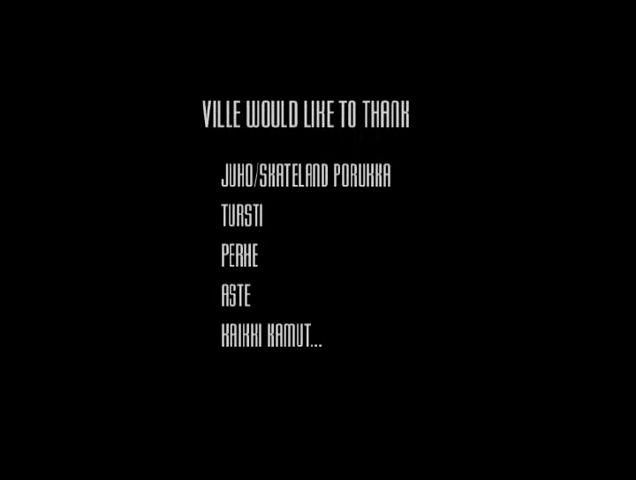 VILLE WOULD LIKE TO THANK
JUHO/SKATELAND PORUKKA
TURSTI
PERHE
ASTE
KAIKKI KAMUT...